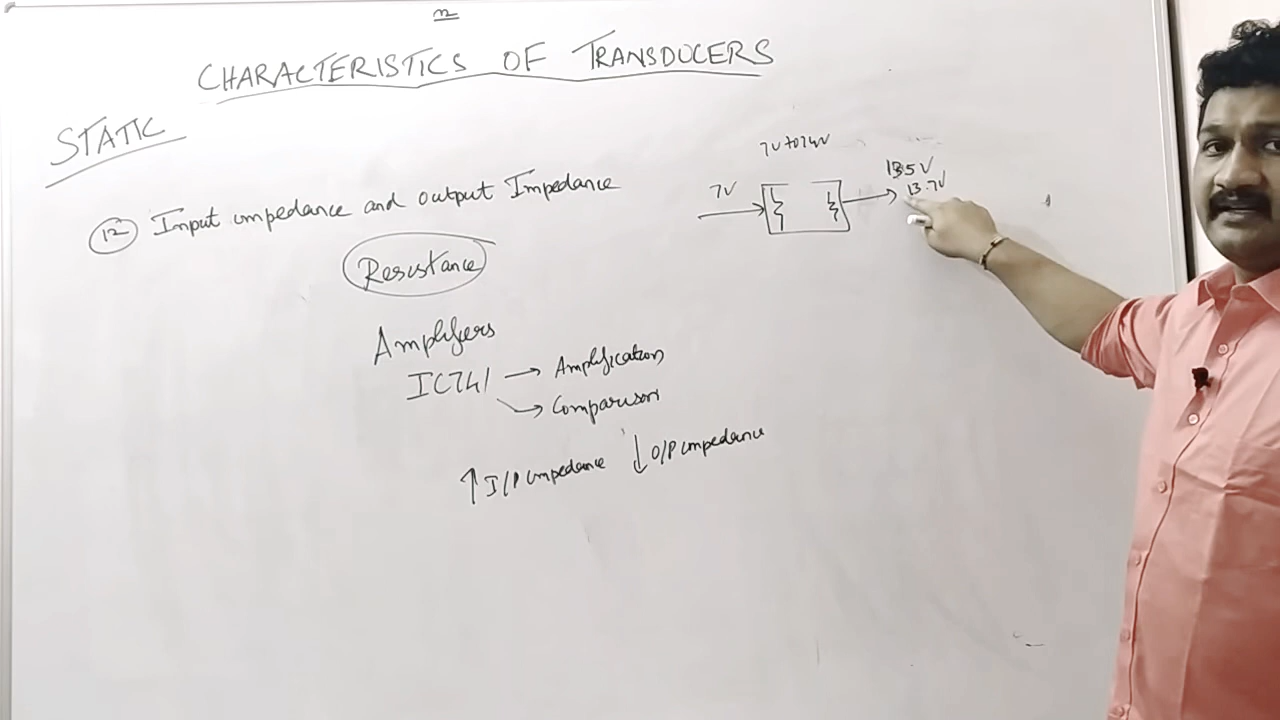 CHARACTERISTICS OF TRANSDUCERS
STATIC
12 Input impedance and output Impedance
Resistance
Amplifiers
IC741 → Amplification
→ Comparison
↑ I/P impedance ↓ O/P impedance
7V to 14V
7V
13.5V
13.7V